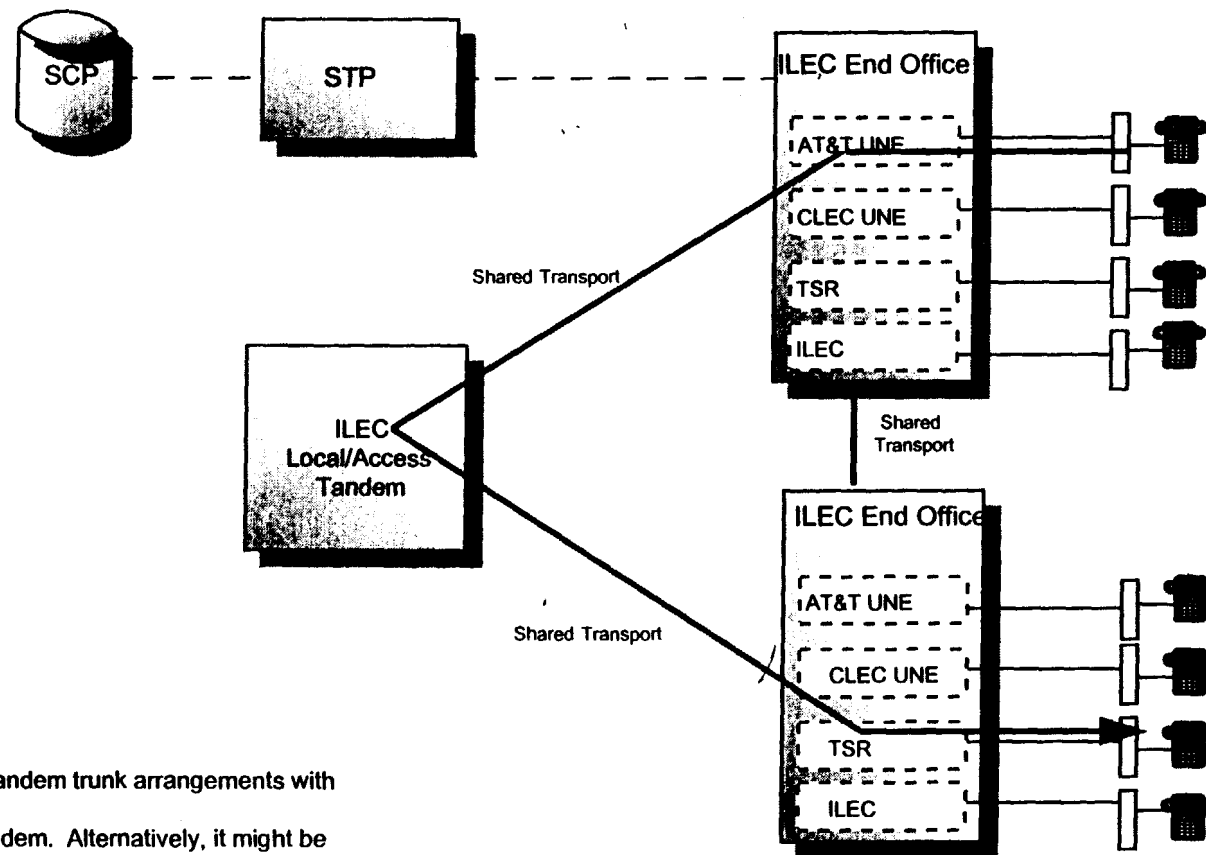 SCP
STP
ILEC End Office
AT&T UNE
CLEC UNE
TSR
ILEC
Shared Transport
ILEC
Local/Access
Tandem
Shared
Transport
ILEC End Office
AT&T UNE
CLEC UNE
TSR
ILEC
Shared Transport
andem trunk arrangements with
dem. Alternatively, it might be